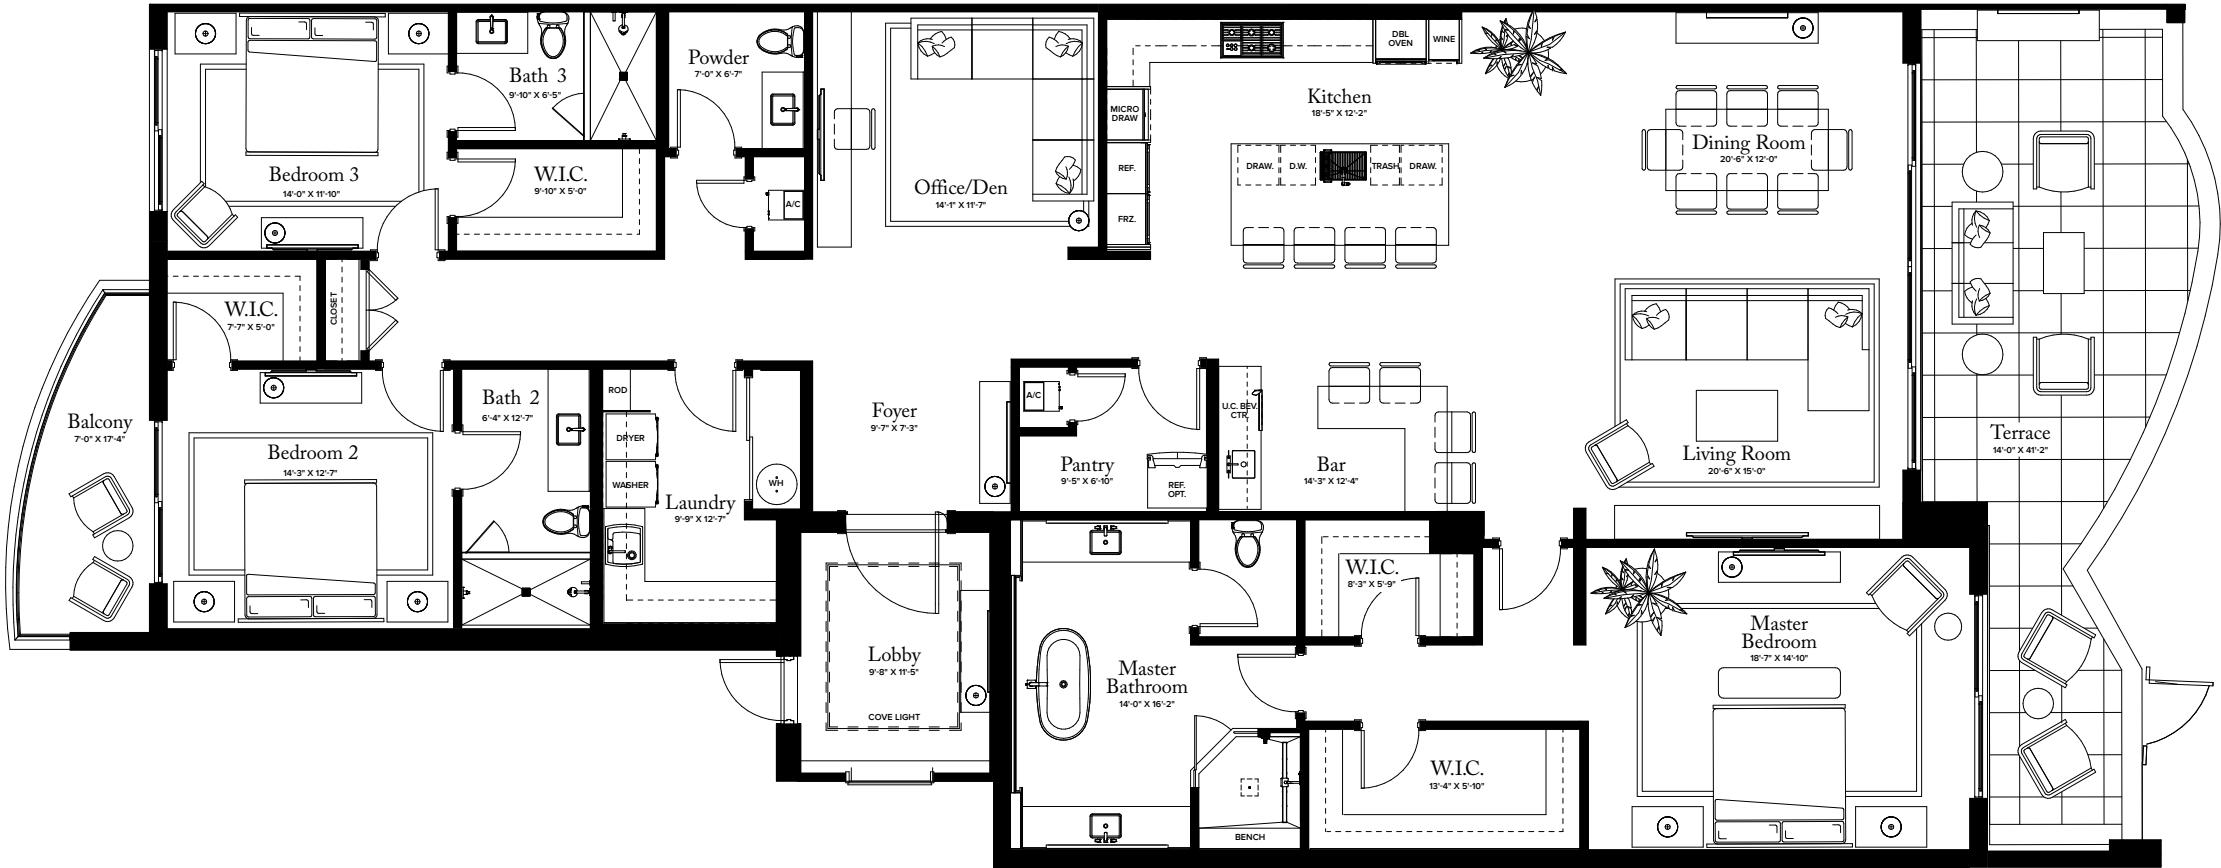 Bedroom 3
14'-0" X 11'-10"
Bath 3
9'-10" X 6'-5"
W.I.C.
9'-10" X 5'-0"
Powder
7'-0" X 6'-7"
A/C
Office/Den
14'-1" X 11'-7"
DBL
OVEN
WINE
Kitchen
18'-5" X 12'-2"
MICRO
DRAW
REF.
FRZ.
DRAW.
D.W.
TRASH
DRAW.
Dining Room
20'-6" X 12'-0"
W.I.C.
7'-7" X 5'-0"
CLOSET
Balcony
7'-0" X 17'-4"
Bedroom 2
14'-3" X 12'-7"
Bath 2
6'-4" X 12'-7"
ROD
DRYER
WASHER
Laundry
9'-9" X 12'-7"
WH
Foyer
9'-7" X 7'-3"
A/C
Pantry
9'-5" X 6'-10"
REF.
OPT.
U.C. BEV.
CTR.
Bar
14'-3" X 12'-4"
Living Room
20'-6" X 15'-0"
Terrace
14'-0" X 41'-2"
Lobby
9'-8" X 11'-5"
COVE LIGHT
Master
Bathroom
14'-0" X 16'-2"
BENCH
W.I.C.
8'-3" X 5'-9"
W.I.C.
13'-4" X 5'-10"
Master
Bedroom
18'-7" X 14'-10"